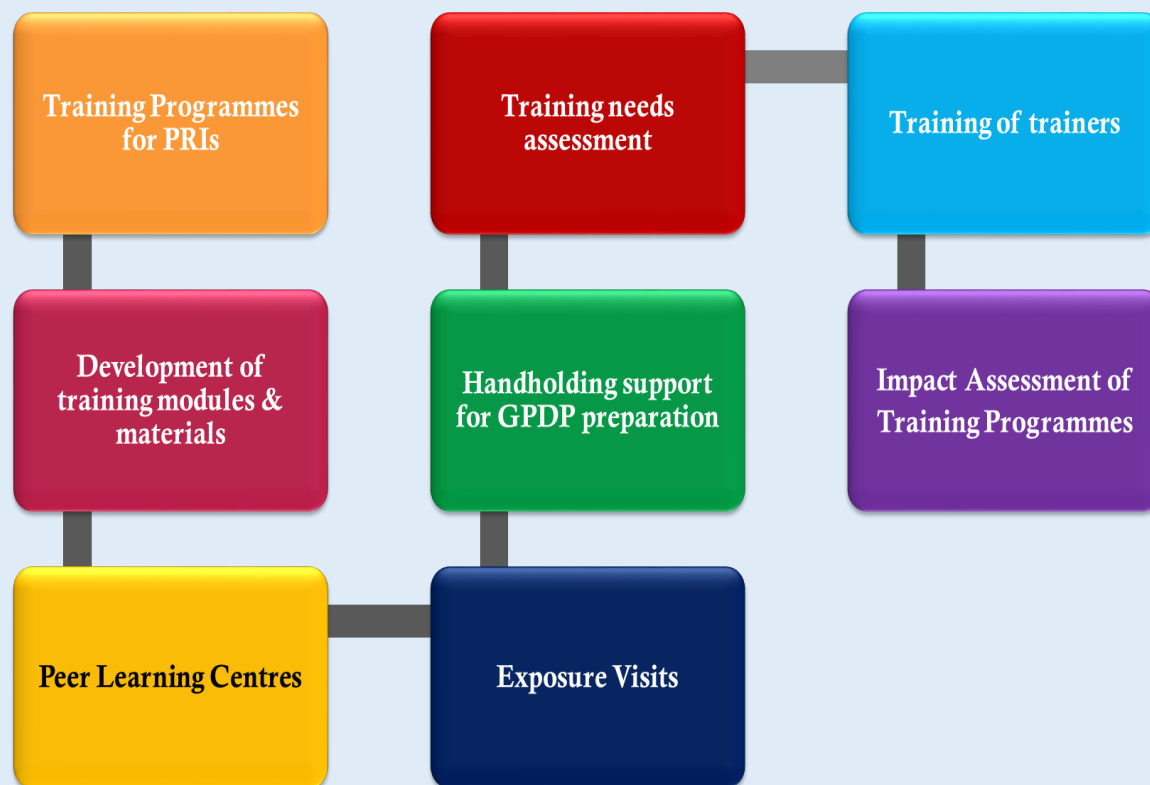 Training Programmes
for PRIs
Development of
training modules &
materials
Peer Learning Centres
Exposure Visits
Handholding support
for GPDP preparation
Training needs
assessment
Training of trainers
Impact Assessment of
Training Programmes